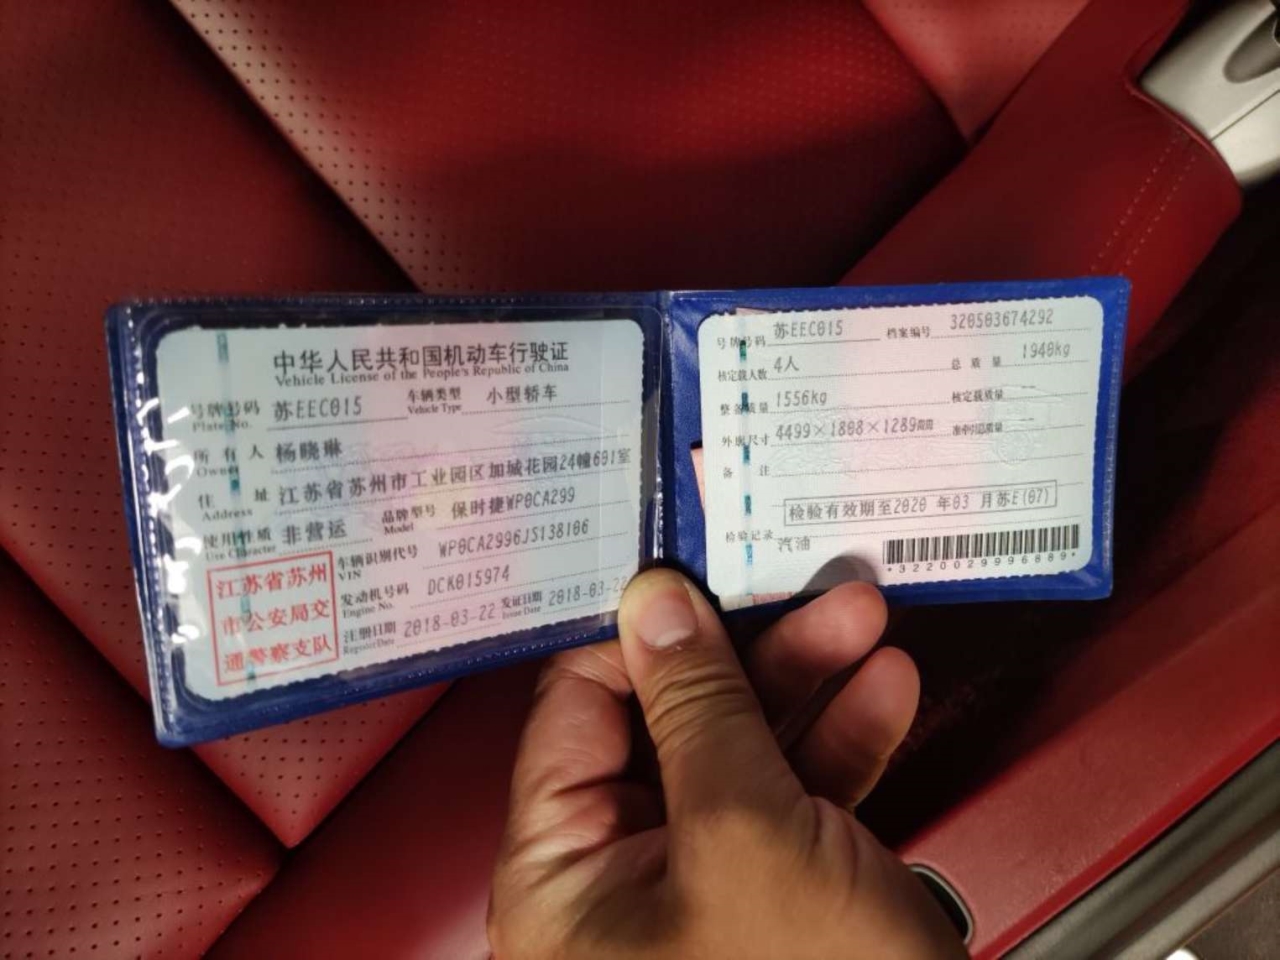 中华人民共和国机动车行驶证
Vehicle License of the People's Republic of China
号牌号码 苏EEC015 车辆类型 小型轿车
Plate No. Vehicle Type
所有人 杨晓琳
Owner
住址 江苏省苏州市工业园区加城花园24幢601室
Address
使用性质 非营运 品牌型号 保时捷WP0CA299
Use Character Model
车辆识别代号 WP0CA2996JS138106
VIN
发动机号码 DCK015974
Engine No.
注册日期 2018-03-22 发证日期 2018-03-22
Register Date Issue Date
江苏省苏州
市公安局交
通警察支队
号牌号码 苏EEC015 档案编号 320503674292
核定载人数 4人 总质量 1940kg
整备质量 1556kg 核定载质量
外廓尺寸 4499×1808×1289mm 准牵引总质量
备注
检验有效期至2020年03月苏E(07)
检验记录
汽油
*3220029996889*